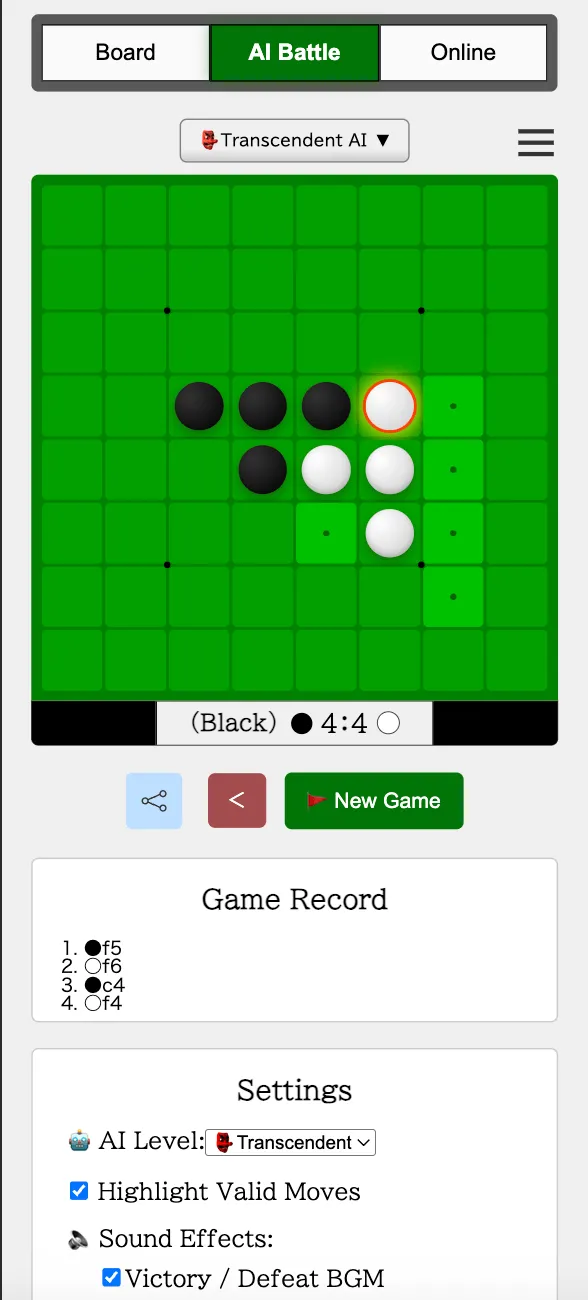 Board
AI Battle
Online
👺Transcendent AI ▼
(Black) ● 4:4 ○
<
🚩 New Game
Game Record
1. ●f5
2. ○f6
3. ●c4
4. ○f4
Settings
🤖 AI Level: 👺 Transcendent
Highlight Valid Moves
🔈 Sound Effects:
Victory / Defeat BGM